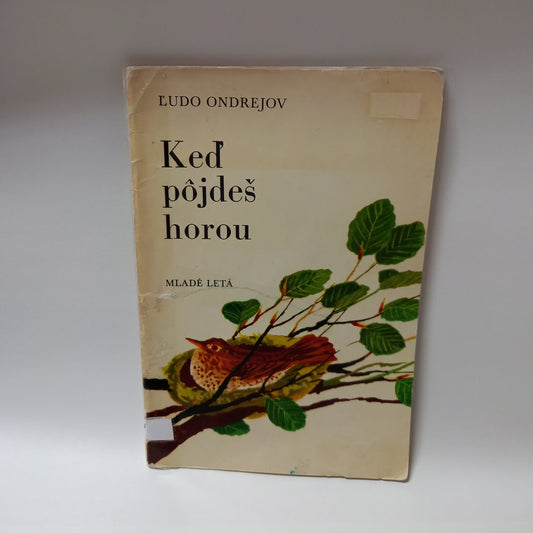 ĽUDO ONDREJOV
Keď
pôjdeš
horou
MLADÉ LETÁ